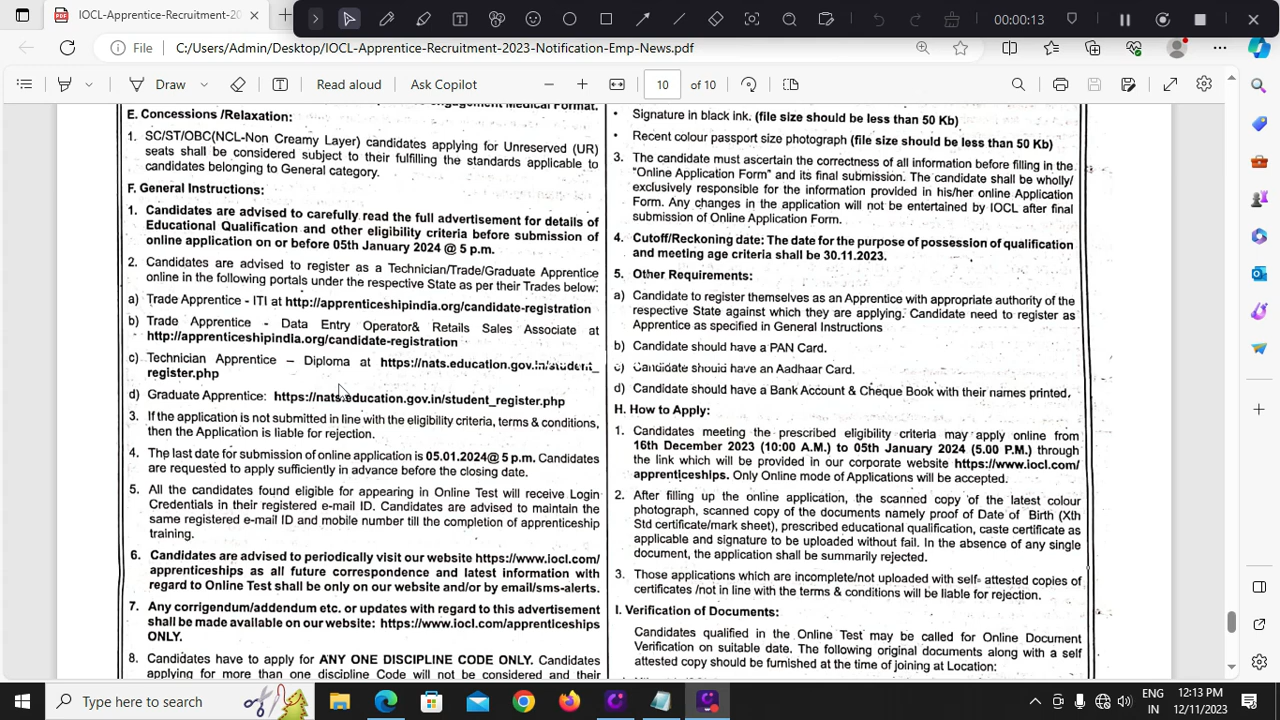 IOCL-Apprentice-Recruitment-20
00:00:13
File
C:/Users/Admin/Desktop/IOCL-Apprentice-Recruitment-2023-Notification-Emp-News.pdf
Draw
Read aloud
Ask Copilot
10 of 10
E. Concessions /Relaxation:
1. SC/ST/OBC(NCL-Non Creamy Layer) candidates applying for Unreserved (UR)
seats shall be considered subject to their fulfilling the standards applicable to
candidates belonging to General category.
F. General Instructions:
1. Candidates are advised to carefully read the full advertisement for details of
Educational Qualification and other eligibility criteria before submission of
online application on or before 05th January 2024 @ 5 p.m.
2. Candidates are advised to register as a Technician/Trade/Graduate Apprentice
online in the following portals under the respective State as per their Trades below:
a) Trade Apprentice - ITI at http://apprenticeshipindia.org/candidate-registration
b) Trade Apprentice - Data Entry Operator& Retails Sales Associate at
http://apprenticeshipindia.org/candidate-registration
c) Technician Apprentice – Diploma at https://nats.education.gov.in/student_
register.php
d) Graduate Apprentice: https://nats.education.gov.in/student_register.php
3. If the application is not submitted in line with the eligibility criteria, terms & conditions,
then the Application is liable for rejection.
4. The last date for submission of online application is 05.01.2024@ 5 p.m. Candidates
are requested to apply sufficiently in advance before the closing date.
5. All the candidates found eligible for appearing in Online Test will receive Login
Credentials in their registered e-mail ID. Candidates are advised to maintain the
same registered e-mail ID and mobile number till the completion of apprenticeship
training.
6. Candidates are advised to periodically visit our website https://www.iocl.com/
apprenticeships as all future correspondence and latest information with
regard to Online Test shall be only on our website and/or by email/sms-alerts.
7. Any corrigendum/addendum etc. or updates with regard to this advertisement
shall be made available on our website: https://www.iocl.com/apprenticeships
ONLY.
8. Candidates have to apply for ANY ONE DISCIPLINE CODE ONLY. Candidates
applying for more than one discipline Code will not be considered and their
• Signature in black ink. (file size should be less than 50 Kb)
• Recent colour passport size photograph (file size should be less than 50 Kb)
3. The candidate must ascertain the correctness of all information before filling in the
"Online Application Form" and its final submission. The candidate shall be wholly/
exclusively responsible for the information provided in his/her online Application
Form. Any changes in the application will not be entertained by IOCL after final
submission of Online Application Form.
4. Cutoff/Reckoning date: The date for the purpose of possession of qualification
and meeting age criteria shall be 30.11.2023.
5. Other Requirements:
a) Candidate to register themselves as an Apprentice with appropriate authority of the
respective State against which they are applying. Candidate need to register as
Apprentice as specified in General Instructions
b) Candidate should have a PAN Card.
c) Candidate should have an Aadhaar Card.
d) Candidate should have a Bank Account & Cheque Book with their names printed.
H. How to Apply:
1. Candidates meeting the prescribed eligibility criteria may apply online from
16th December 2023 (10:00 A.M.) to 05th January 2024 (5.00 P.M.) through
the link which will be provided in our corporate website https://www.iocl.com/
apprenticeships. Only Online mode of Applications will be accepted.
2. After filling up the online application, the scanned copy of the latest colour
photograph, scanned copy of the documents namely proof of Date of Birth (Xth
Std certificate/mark sheet), prescribed educational qualification, caste certificate as
applicable and signature to be uploaded without fail. In the absence of any single
document, the application shall be summarily rejected.
3. Those applications which are incomplete/not uploaded with self- attested copies of
certificates /not in line with the terms & conditions will be liable for rejection.
I. Verification of Documents:
Candidates qualified in the Online Test may be called for Online Document
Verification on suitable date. The following original documents along with a self
attested copy should be furnished at the time of joining at Location:
Type here to search
ENG
IN
12:13 PM
12/11/2023